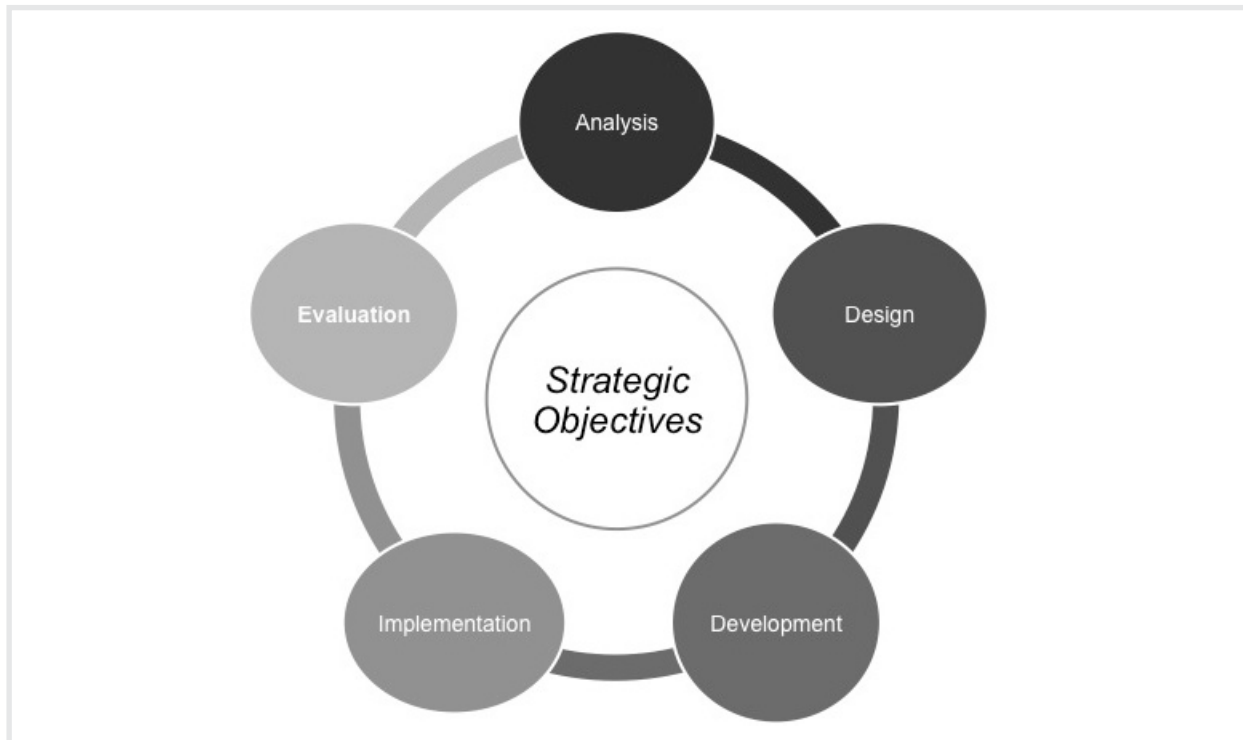 Analysis
Design
Development
Implementation
Evaluation
Strategic
Objectives